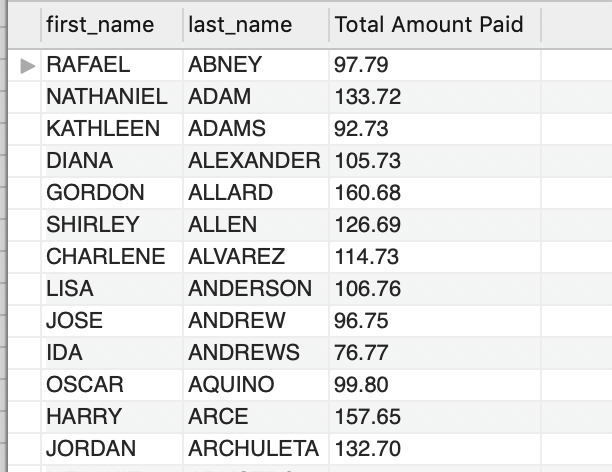 first_name last_name Total Amount Paid
RAFAEL ABNEY 97.79
NATHANIEL ADAM 133.72
KATHLEEN ADAMS 92.73
DIANA ALEXANDER 105.73
GORDON ALLARD 160.68
SHIRLEY ALLEN 126.69
CHARLENE ALVAREZ 114.73
LISA ANDERSON 106.76
JOSE ANDREW 96.75
IDA ANDREWS 76.77
OSCAR AQUINO 99.80
HARRY ARCE 157.65
JORDAN ARCHULETA 132.70